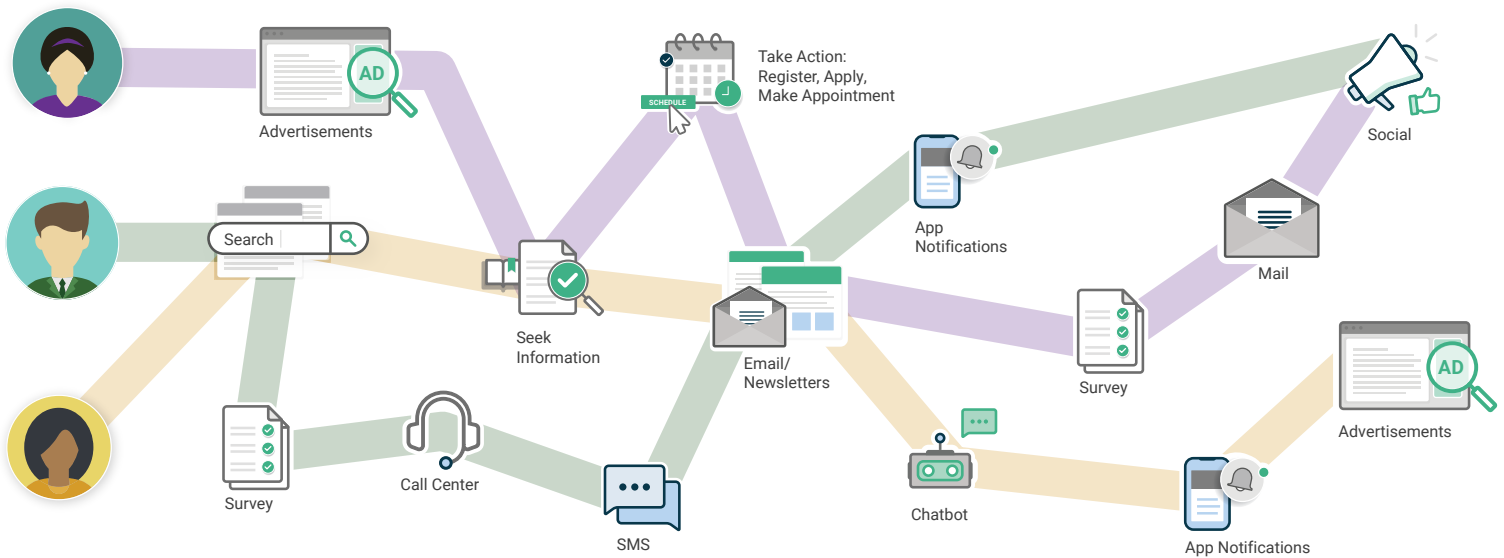 AD
Advertisements
SCHEDULE
Take Action:
Register, Apply,
Make Appointment
Social
App
Notifications
Search
Mail
Seek
Information
Email/
Newsletters
Survey
AD
Advertisements
Survey
Call Center
SMS
Chatbot
App Notifications